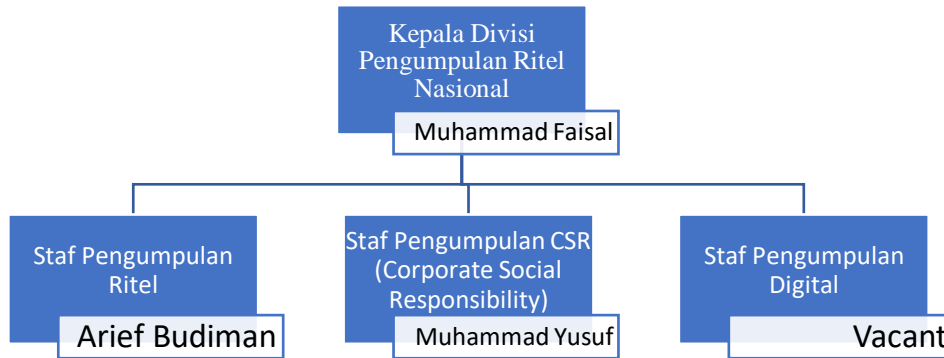 Kepala Divisi
Pengumpulan Ritel
Nasional
Muhammad Faisal
Staf Pengumpulan
Ritel
Arief Budiman
Staf Pengumpulan CSR
(Corporate Social
Responsibility)
Muhammad Yusuf
Staf Pengumpulan
Digital
Vacant